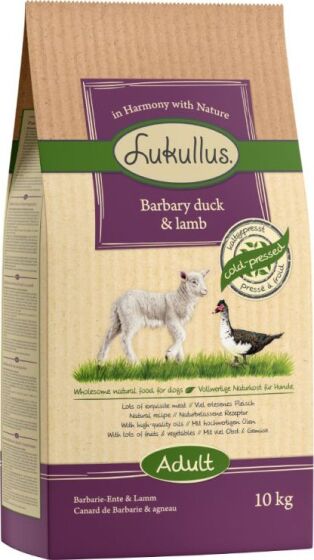 in Harmony with Nature
Lukullus.
Barbary duck
& lamb
kaltgepresst
cold-pressed
pressé à froid
Wholesome natural food for dogs // Vollwertige Naturkost für Hunde
Lots of exquisite meat // Viel erlesenes Fleisch
Natural recipe // Naturbelassene Rezeptur
With high-quality oils // Mit hochwertigen Ölen
With lots of fruits & vegetables // Mit viel Obst & Gemüse
Adult
Barbarie-Ente & Lamm
Canard de Barbarie & agneau
10 kg